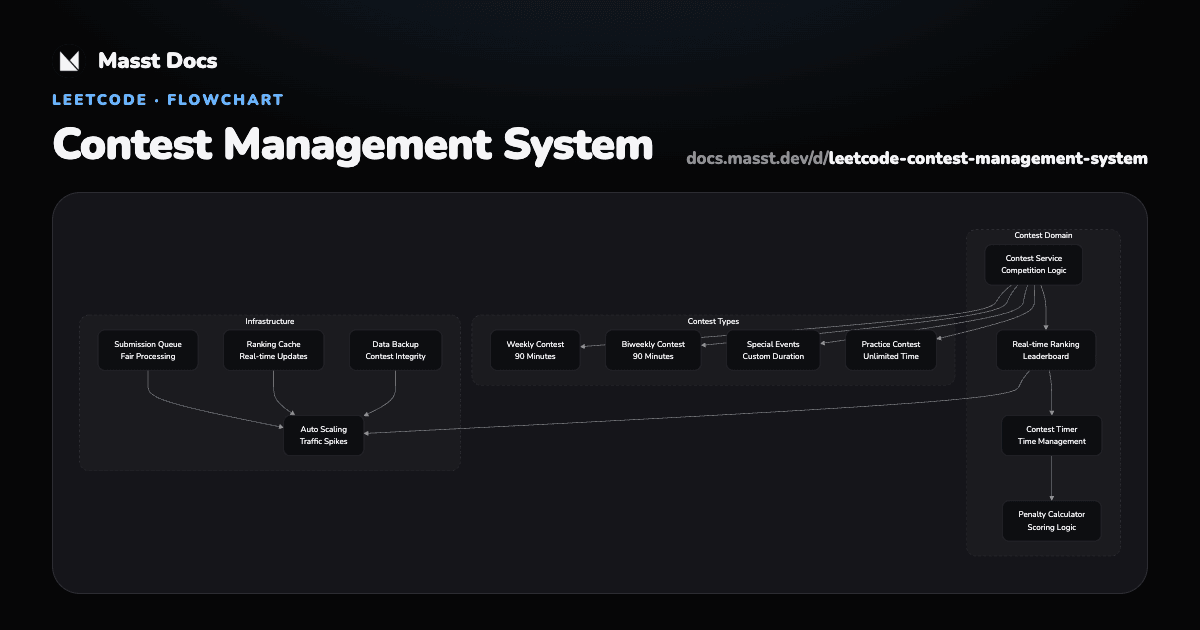 Masst Docs
LEETCODE · FLOWCHART
Contest Management System
docs.masst.dev/d/leetcode-contest-management-system
Contest Domain
Contest Service
Competition Logic
Infrastructure
Contest Types
Submission Queue
Fair Processing
Ranking Cache
Real-time Updates
Data Backup
Contest Integrity
Weekly Contest
90 Minutes
Biweekly Contest
90 Minutes
Special Events
Custom Duration
Practice Contest
Unlimited Time
Real-time Ranking
Leaderboard
Auto Scaling
Traffic Spikes
Contest Timer
Time Management
Penalty Calculator
Scoring Logic